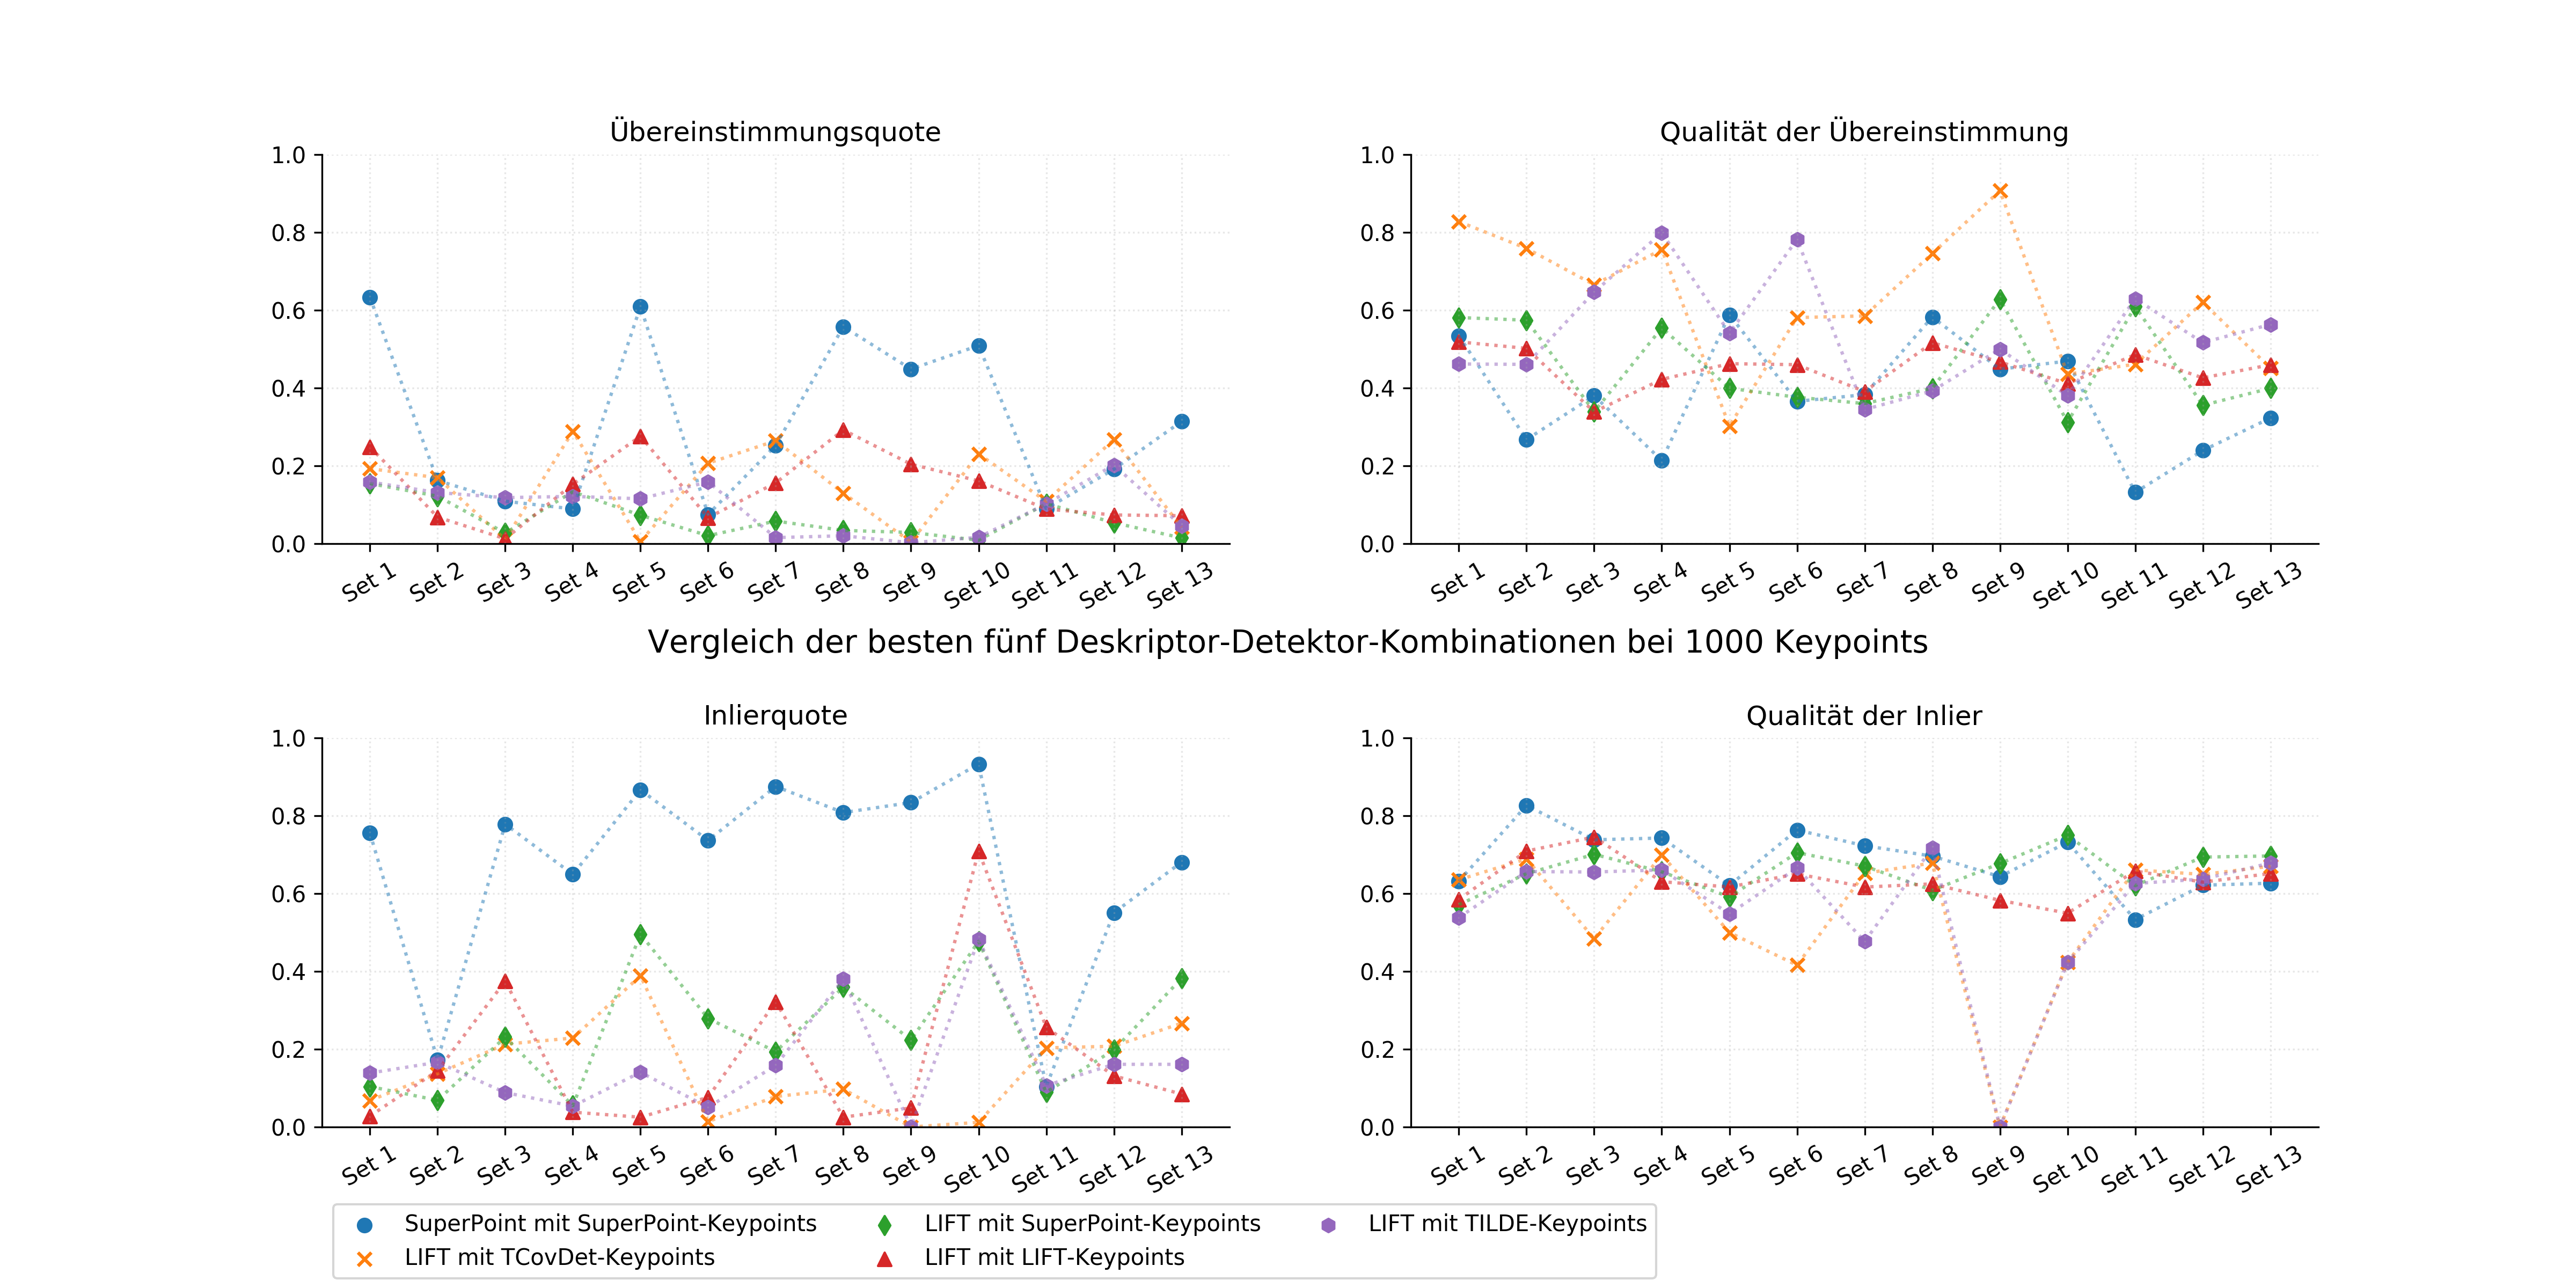 Übereinstimmungsquote
1.0
0.8
0.6
0.4
0.2
0.0
Set 1 Set 2 Set 3 Set 4 Set 5 Set 6 Set 7 Set 8 Set 9 Set 10 Set 11 Set 12 Set 13
Qualität der Übereinstimmung
1.0
0.8
0.6
0.4
0.2
0.0
Set 1 Set 2 Set 3 Set 4 Set 5 Set 6 Set 7 Set 8 Set 9 Set 10 Set 11 Set 12 Set 13
Vergleich der besten fünf Deskriptor-Detektor-Kombinationen bei 1000 Keypoints
Inlierquote
1.0
0.8
0.6
0.4
0.2
0.0
Set 1 Set 2 Set 3 Set 4 Set 5 Set 6 Set 7 Set 8 Set 9 Set 10 Set 11 Set 12 Set 13
Qualität der Inlier
1.0
0.8
0.6
0.4
0.2
0.0
Set 1 Set 2 Set 3 Set 4 Set 5 Set 6 Set 7 Set 8 Set 9 Set 10 Set 11 Set 12 Set 13
SuperPoint mit SuperPoint-Keypoints
LIFT mit TCovDet-Keypoints
LIFT mit SuperPoint-Keypoints
LIFT mit LIFT-Keypoints
LIFT mit TILDE-Keypoints